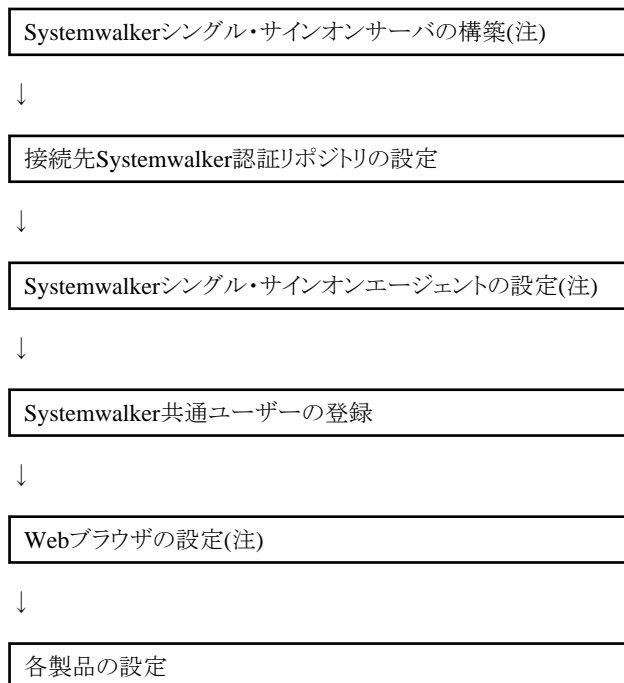 Systemwalkerシングル・サインオンサーバの構築(注)
↓
接続先Systemwalker認証リポジトリの設定
↓
Systemwalkerシングル・サインオンエージェントの設定(注)
↓
Systemwalker共通ユーザーの登録
↓
Webブラウザの設定(注)
↓
各製品の設定